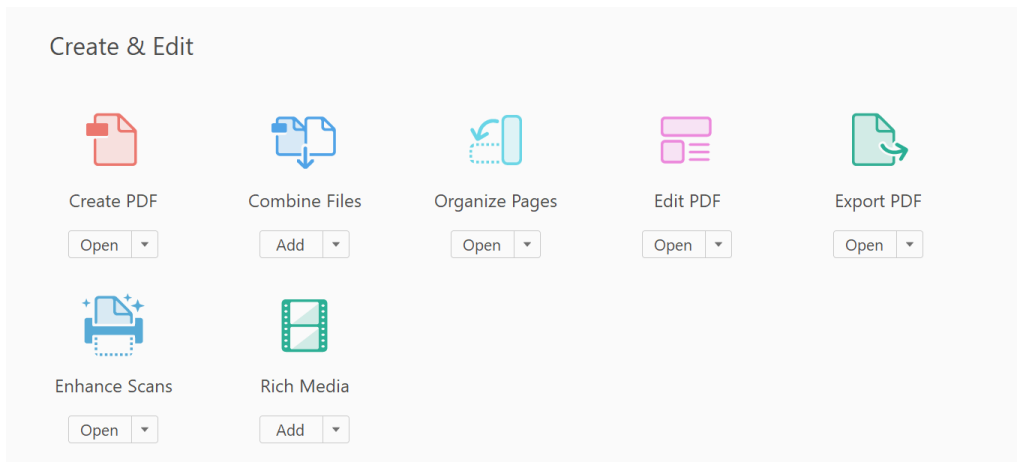 Create & Edit
Create PDF
Combine Files
Organize Pages
Edit PDF
Export PDF
Open
Add
Open
Open
Open
Enhance Scans
Rich Media
Open
Add